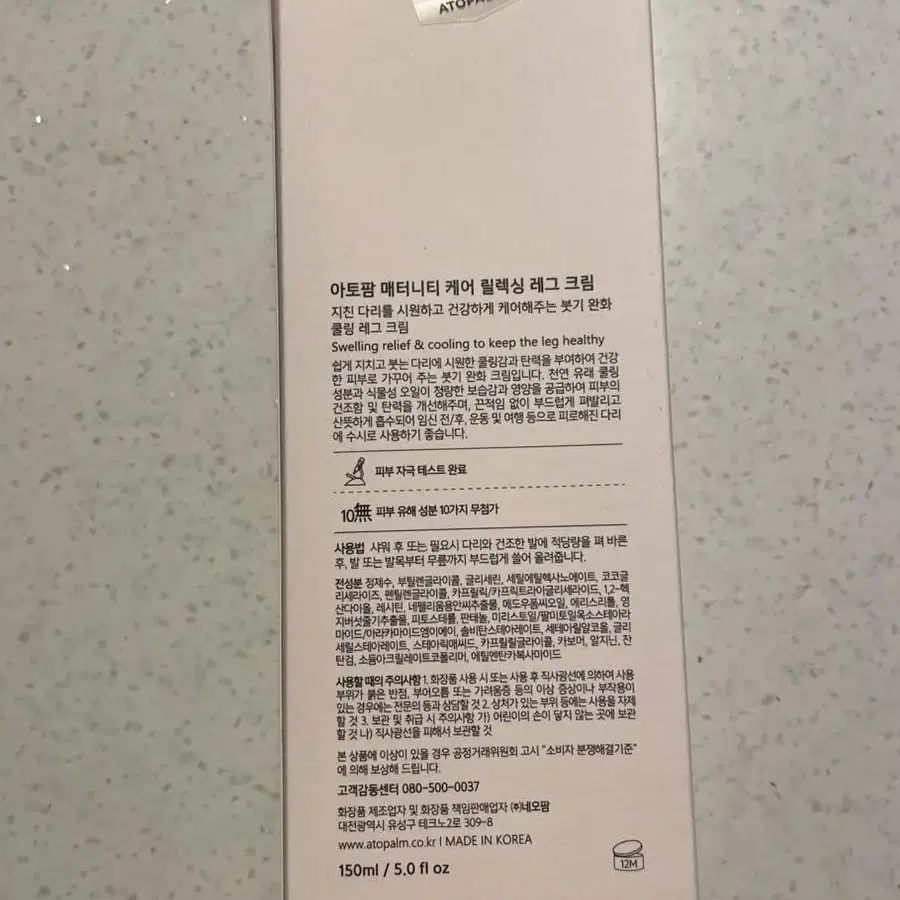 ATOPALM
아토팜 매터니티 케어 릴렉싱 레그 크림
지친 다리를 시원하고 건강하게 케어해주는 붓기 완화
쿨링 레그 크림
Swelling relief & cooling to keep the leg healthy
쉽게 지치고 붓는 다리에 시원한 쿨링감과 탄력을 부여하여 건강
한 피부로 가꾸어 주는 붓기 완화 크림입니다. 천연 유래 쿨링
성분과 식물성 오일이 청량한 보습감과 영양을 공급하여 피부의
건조함 및 탄력을 개선해주며, 끈적임 없이 부드럽게 펴발리고
산뜻하게 흡수되어 임신 전/후, 운동 및 여행 등으로 피로해진 다리
에 수시로 사용하기 좋습니다.
피부 자극 테스트 완료
10無 피부 유해 성분 10가지 무첨가
사용법 샤워 후 또는 필요시 다리와 건조한 발에 적당량을 펴 바른
후, 발 또는 발목부터 무릎까지 부드럽게 쓸어 올려줍니다.
전성분 정제수, 부틸렌글라이콜, 글리세린, 세틸에틸헥사노에이트, 코코글
리세라이즈, 펜틸렌글라이콜, 카프릴릭/카프릭트라이글리세라이드, 1,2-헥
산다이올, 레시틴, 네펠리움용안씨추출물, 메도우폼씨오일, 에리스리톨, 영
지버섯줄기추출물, 피토스테롤, 판테놀, 미리스토일/팔미토일옥소스테아라
마이드/아라카마이드엠이에이, 솔비탄스테아레이트, 세테아릴알코올, 글리
세릴스테아레이트, 스테아릭애씨드, 카프릴릴글라이콜, 카보머, 알지닌, 잔
탄검, 소듐아크릴레이트코폴리머, 에틸멘탄카복사마이드
사용할 때의 주의사항 1. 화장품 사용 시 또는 사용 후 직사광선에 의하여 사용
부위가 붉은 반점, 부어오름 또는 가려움증 등의 이상 증상이나 부작용이
있는 경우에는 전문의 등과 상담할 것 2. 상처가 있는 부위 등에는 사용을 자제
할 것 3. 보관 및 취급 시 주의사항 가) 어린이의 손이 닿지 않는 곳에 보관
할 것 나) 직사광선을 피해서 보관할 것
본 상품에 이상이 있을 경우 공정거래위원회 고시 "소비자 분쟁해결기준"
에 의해 보상해 드립니다.
고객감동센터 080-500-0037
화장품 제조업자 및 화장품 책임판매업자 ㈜네오팜
대전광역시 유성구 테크노2로 309-8
www.atopalm.co.kr I MADE IN KOREA
150ml / 5.0 fl oz
12M